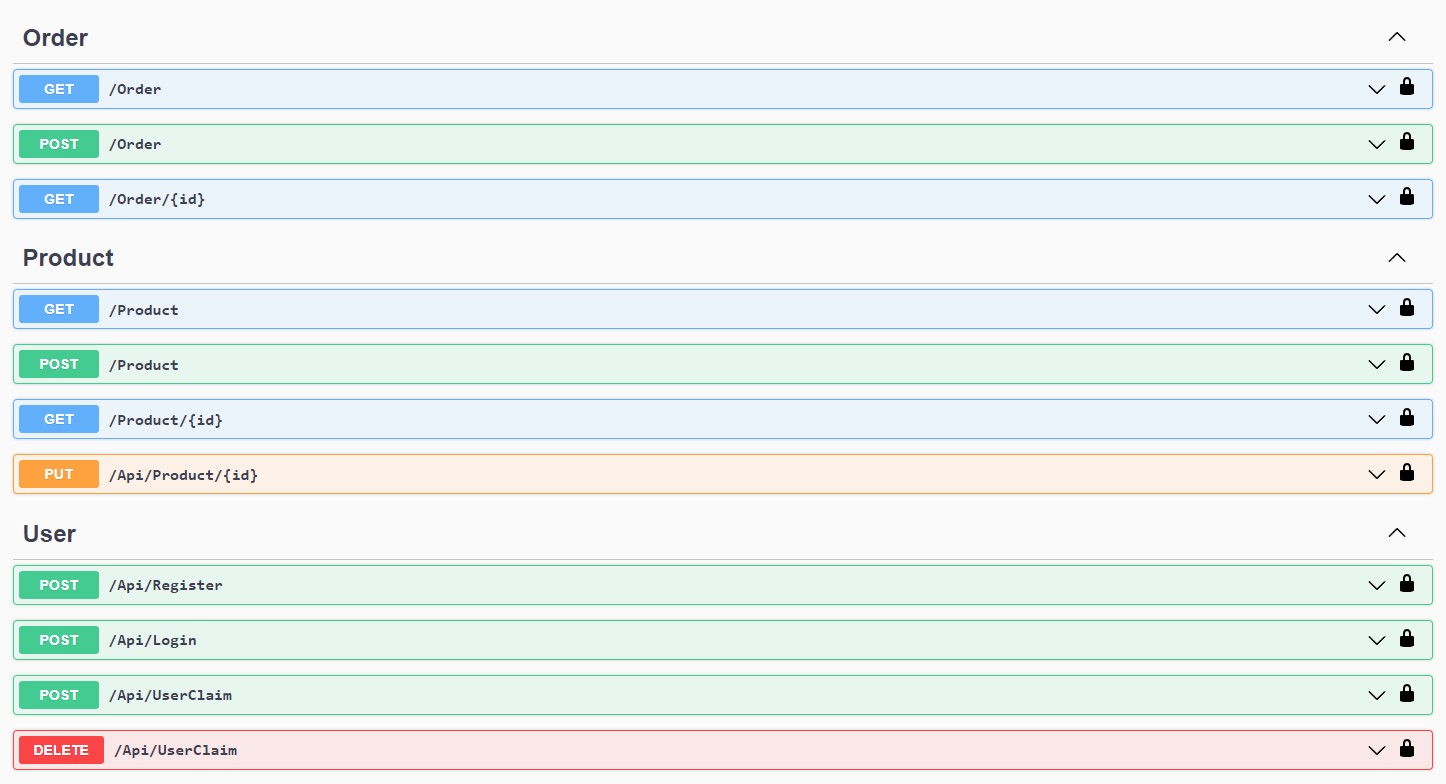 Order
GET /Order
POST /Order
GET /Order/{id}
Product
GET /Product
POST /Product
GET /Product/{id}
PUT /Api/Product/{id}
User
POST /Api/Register
POST /Api/Login
POST /Api/UserClaim
DELETE /Api/UserClaim